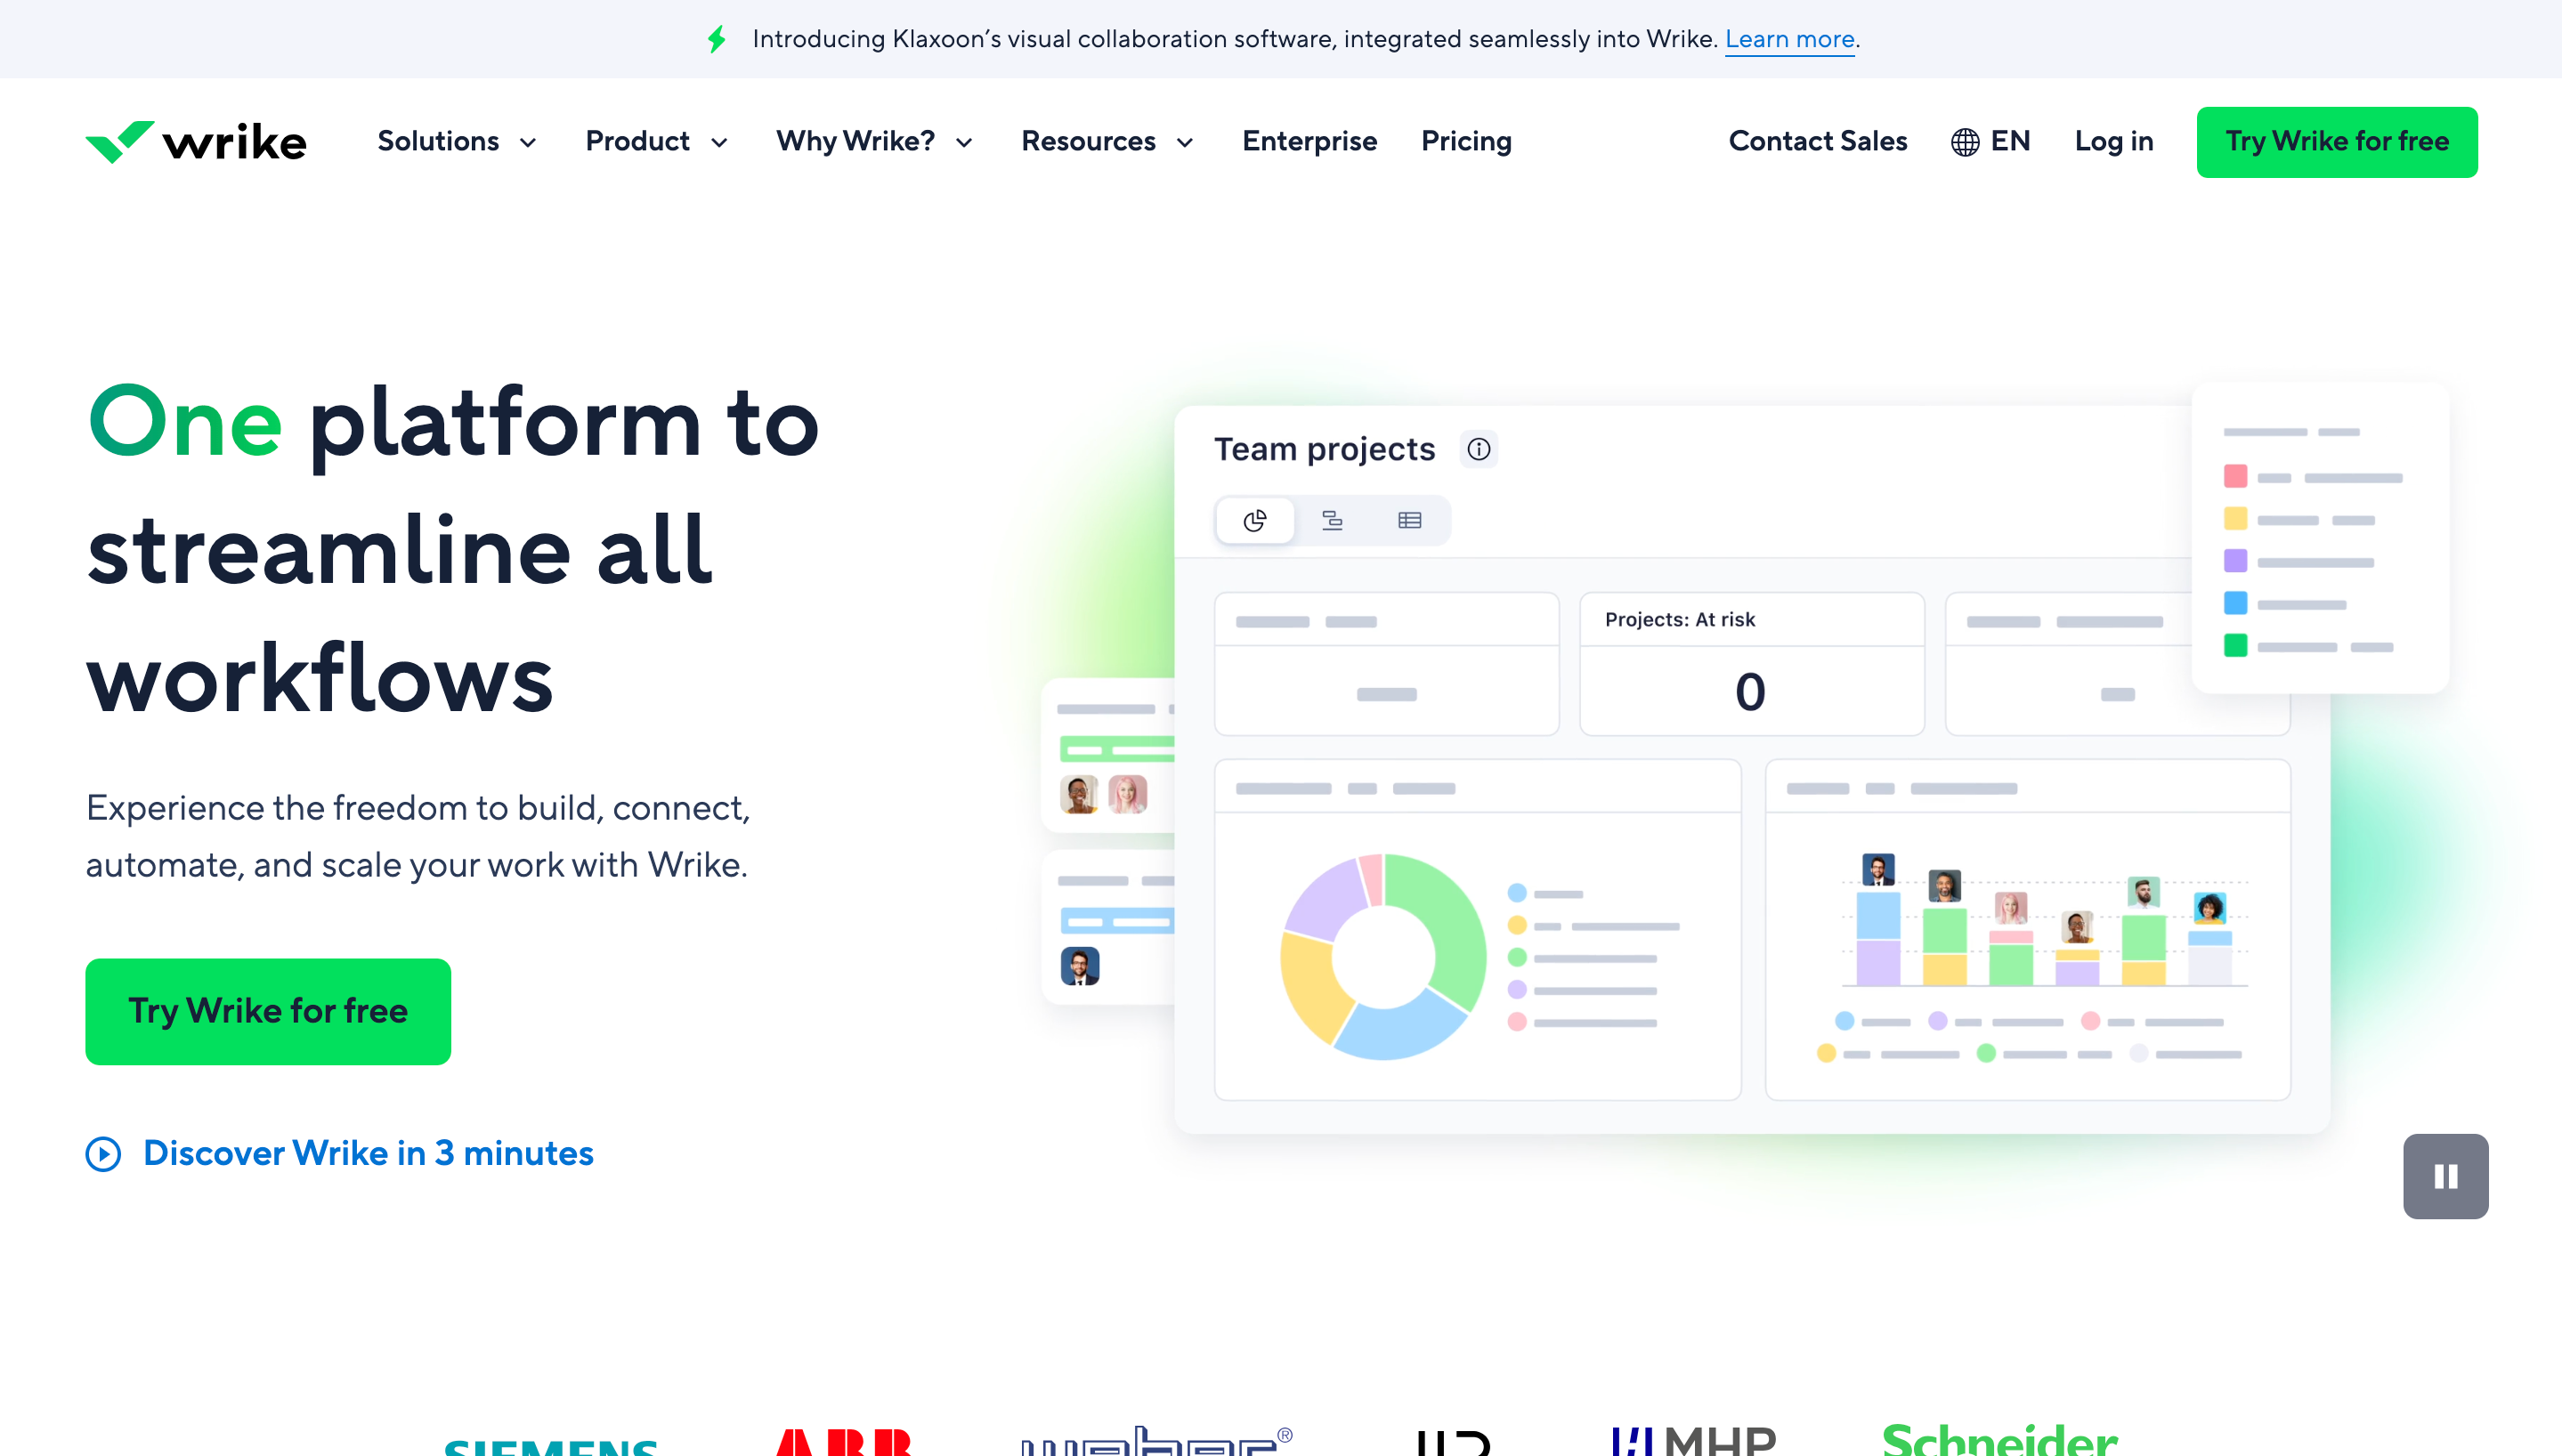 Introducing Klaxoon’s visual collaboration software, integrated seamlessly into Wrike. Learn more.
wrike
Solutions
Product
Why Wrike?
Resources
Enterprise
Pricing
Contact Sales
EN
Log in
Try Wrike for free
One platform to
streamline all
workflows
Experience the freedom to build, connect,
automate, and scale your work with Wrike.
Try Wrike for free
Discover Wrike in 3 minutes
Team projects
Projects: At risk
0
SIEMENS
ABB
weber®
MHP
Schneider